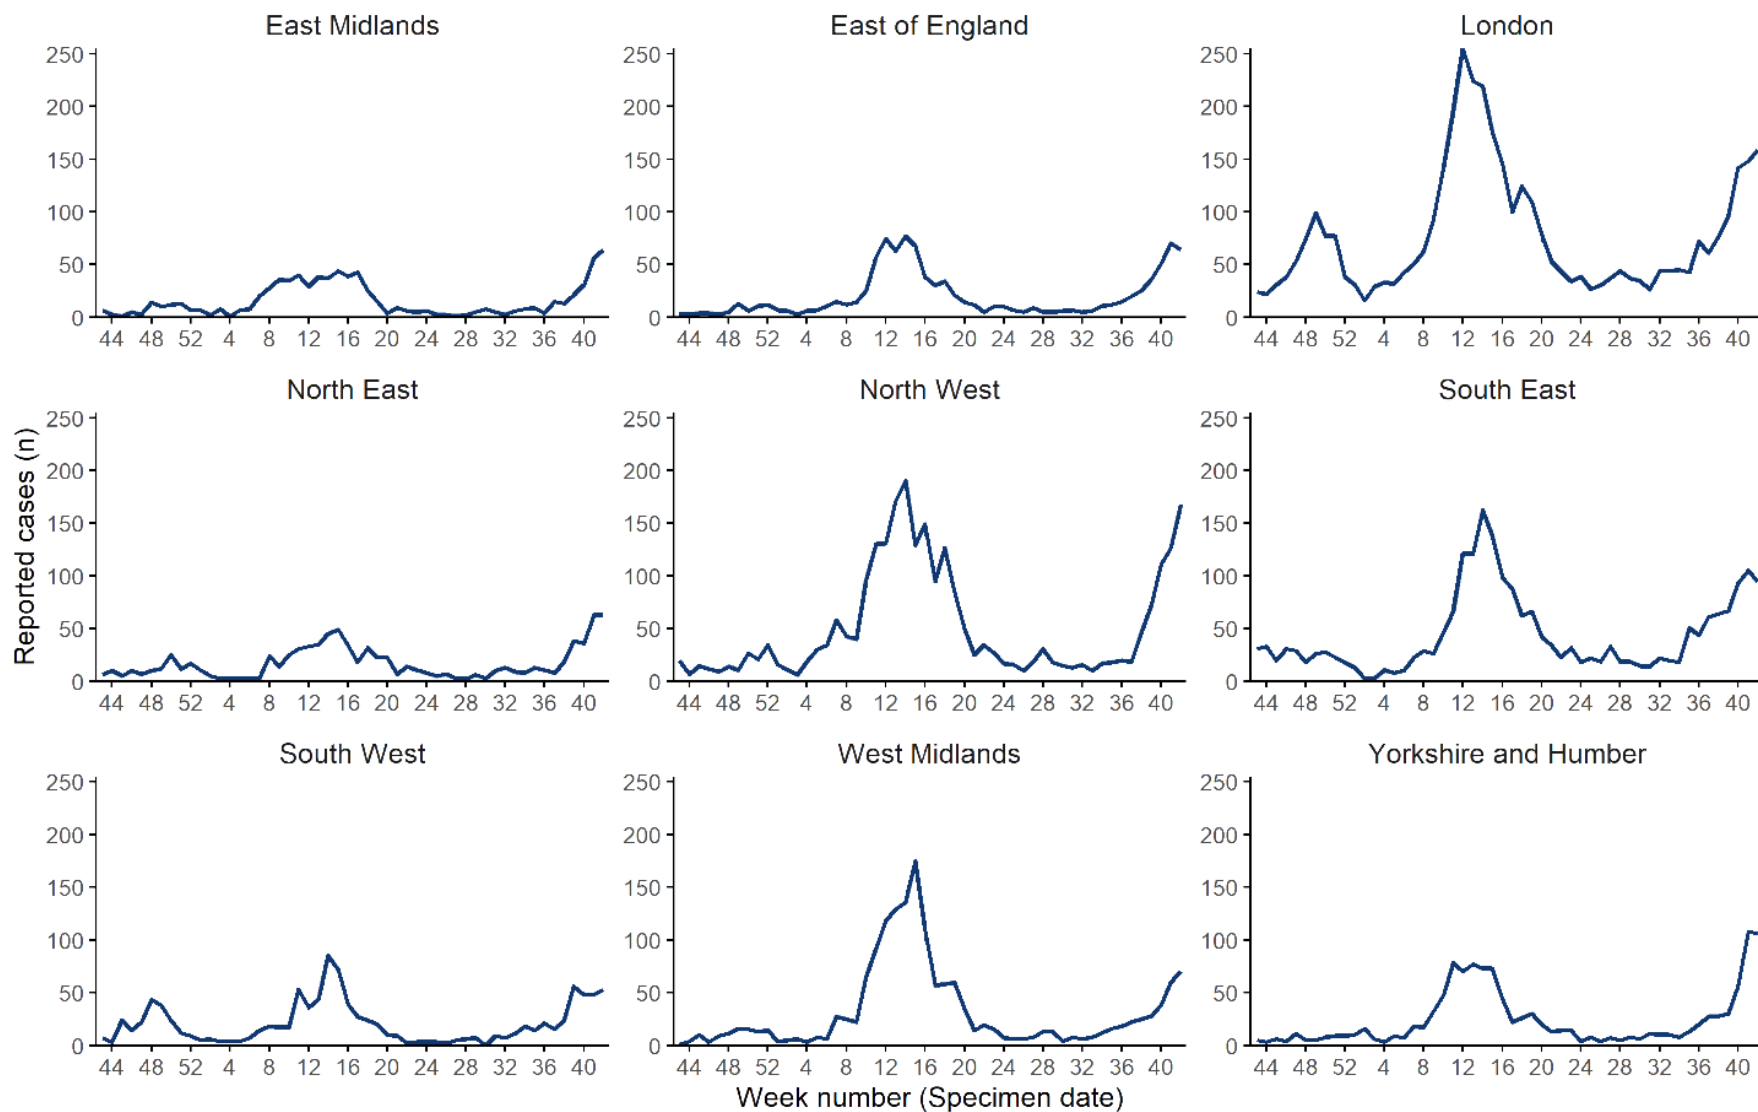 East Midlands
East of England
London
250
200
150
100
50
0
44 48 52 4 8 12 16 20 24 28 32 36 40
250
200
150
100
50
0
44 48 52 4 8 12 16 20 24 28 32 36 40
250
200
150
100
50
0
44 48 52 4 8 12 16 20 24 28 32 36 40
North East
North West
South East
Reported cases (n)
250
200
150
100
50
0
44 48 52 4 8 12 16 20 24 28 32 36 40
250
200
150
100
50
0
44 48 52 4 8 12 16 20 24 28 32 36 40
250
200
150
100
50
0
44 48 52 4 8 12 16 20 24 28 32 36 40
South West
West Midlands
Yorkshire and Humber
250
200
150
100
50
0
44 48 52 4 8 12 16 20 24 28 32 36 40
250
200
150
100
50
0
44 48 52 4 8 12 16 20 24 28 32 36 40
250
200
150
100
50
0
44 48 52 4 8 12 16 20 24 28 32 36 40
Week number (Specimen date)